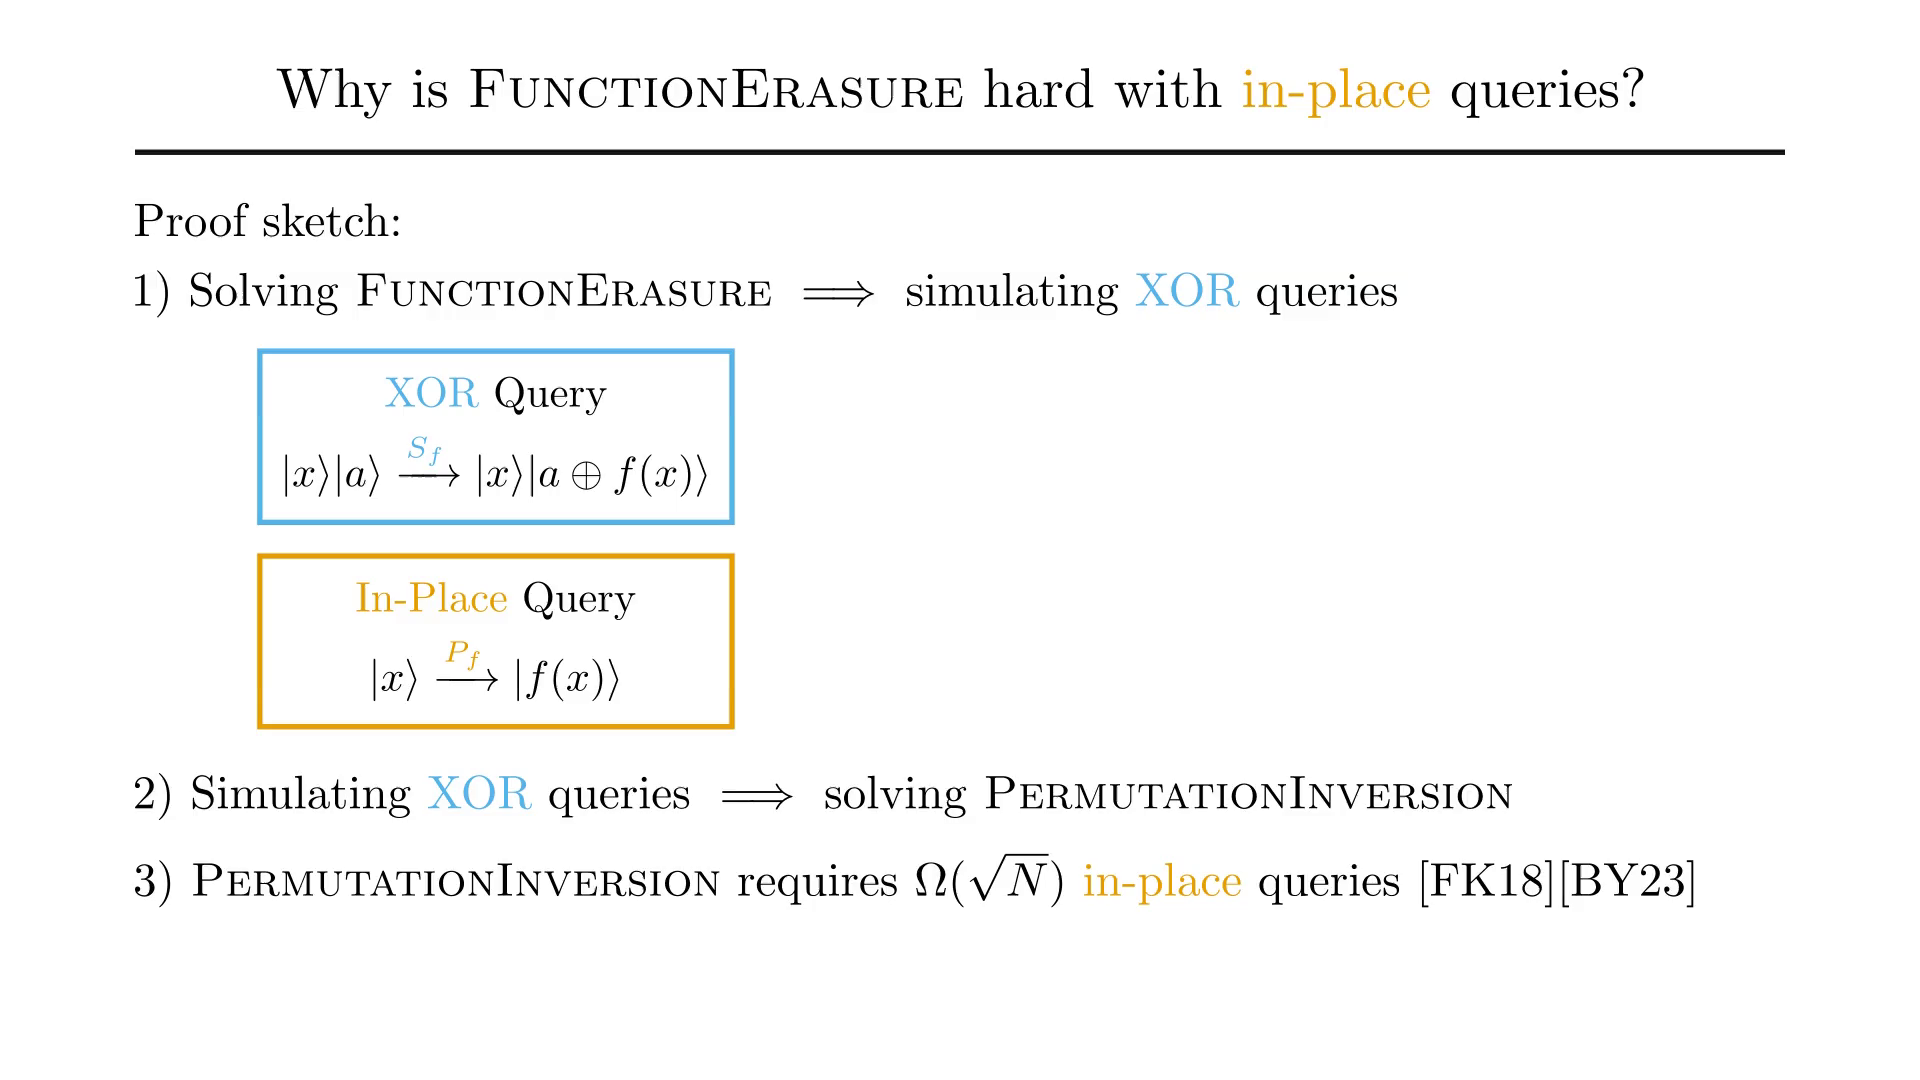 Why is FUNCTIONERASURE hard with in-place queries?
Proof sketch:
1) Solving FUNCTIONERASURE ⟹ simulating XOR queries
XOR Query
|x⟩|a⟩ —S_f→ |x⟩|a ⊕ f(x)⟩
In-Place Query
|x⟩ —P_f→ |f(x)⟩
2) Simulating XOR queries ⟹ solving PERMUTATIONINVERSION
3) PERMUTATIONINVERSION requires Ω(√N) in-place queries [FK18][BY23]